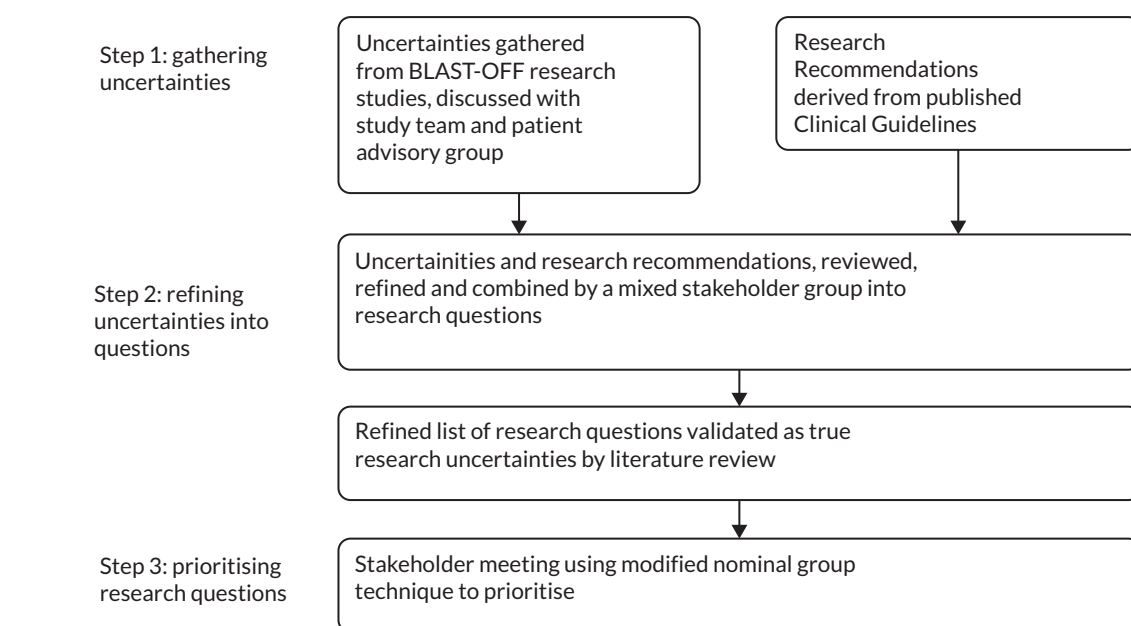 Step 1: gathering
uncertainties
Uncertainties gathered
from BLAST-OFF research
studies, discussed with
study team and patient
advisory group
Research
Recommendations
derived from published
Clinical Guidelines
Step 2: refining
uncertainties into
questions
Uncertainities and research recommendations, reviewed,
refined and combined by a mixed stakeholder group into
research questions
Refined list of research questions validated as true
research uncertainties by literature review
Step 3: prioritising
research questions
Stakeholder meeting using modified nominal group
technique to prioritise